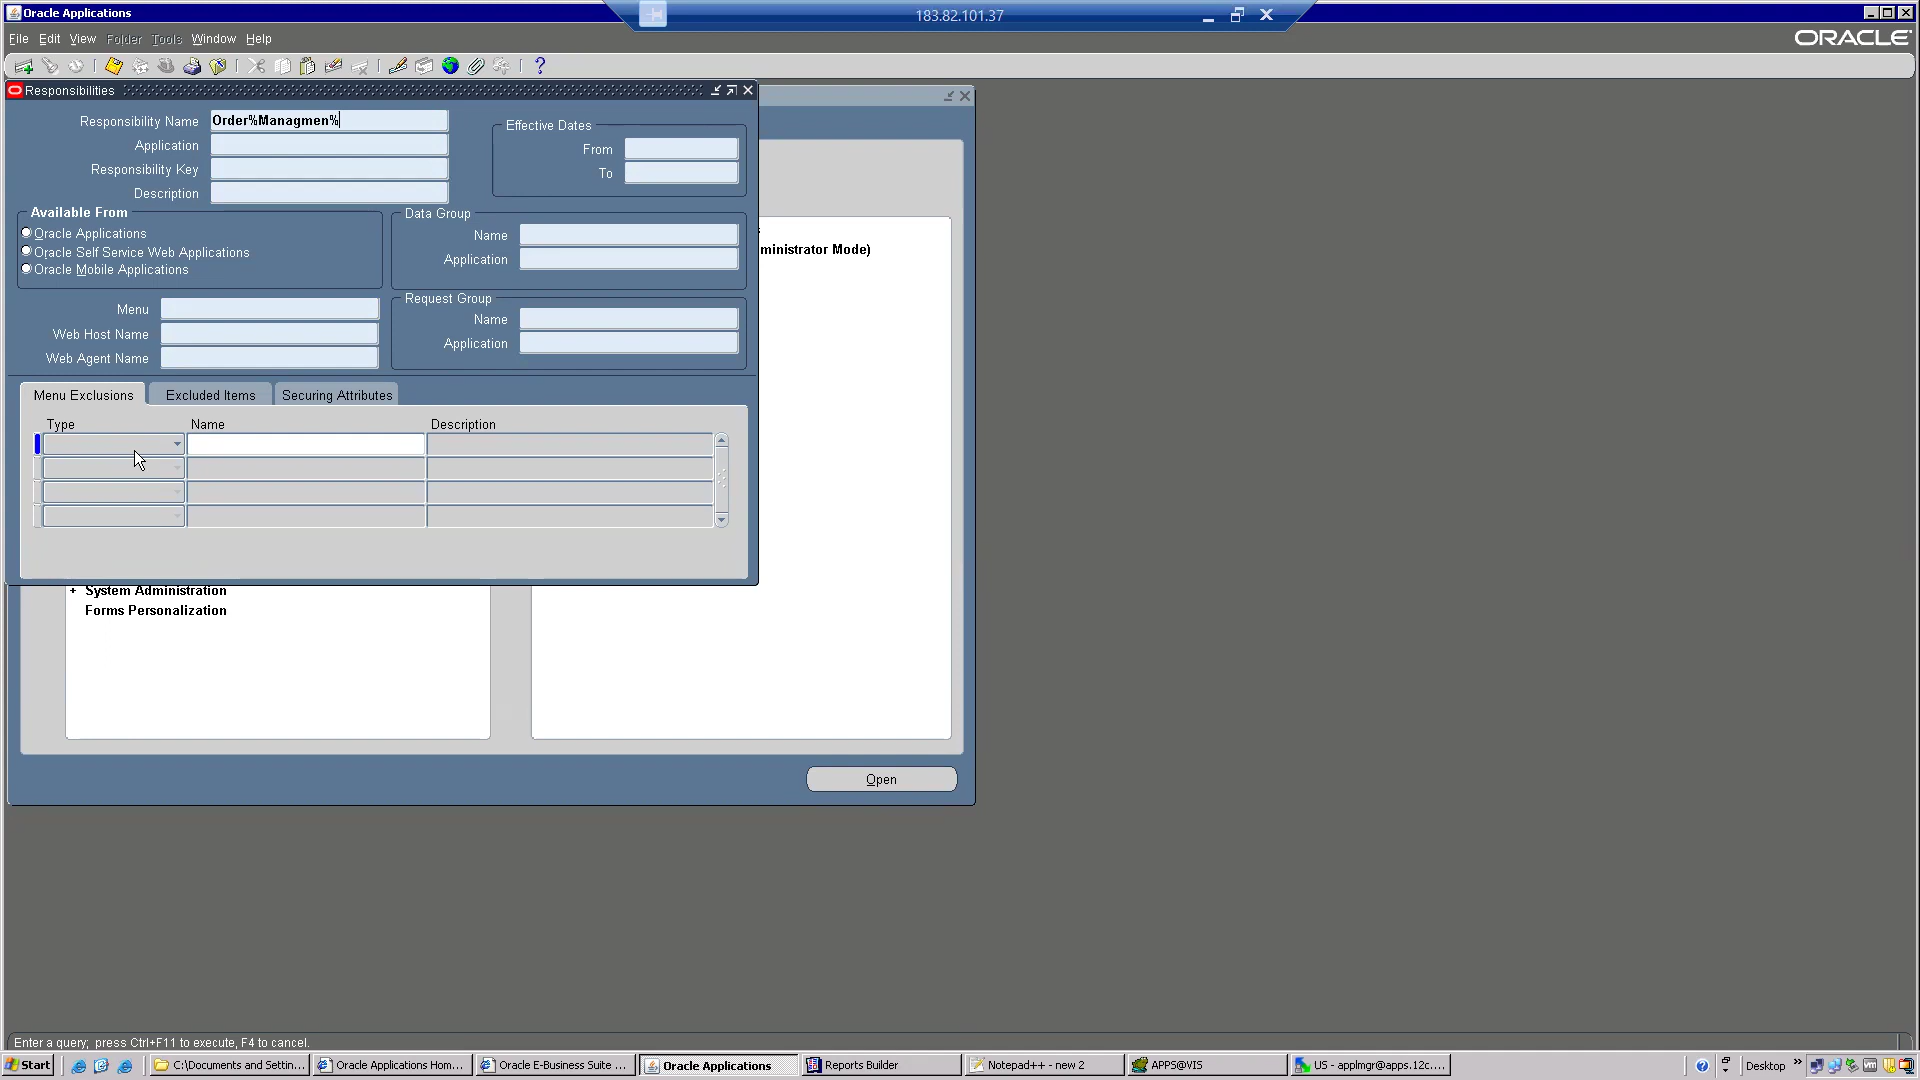 Oracle Applications
183.82.101.37
File Edit View Folder Tools Window Help
ORACLE
Responsibilities
Responsibility Name Order%Managmen%
Application
Responsibility Key
Description
Effective Dates
From
To
Available From
Oracle Applications
Oracle Self Service Web Applications
Oracle Mobile Applications
Data Group
Name
Application
Menu
Web Host Name
Web Agent Name
Request Group
Name
Application
ministrator Mode)
Menu Exclusions Excluded Items Securing Attributes
Type Name Description
+ System Administration
Forms Personalization
Open
Enter a query; press Ctrl+F11 to execute, F4 to cancel.
Start C:\Documents and Settin... Oracle Applications Hom... Oracle E-Business Suite ... Oracle Applications Reports Builder Notepad++ - new 2 APPS@VIS US - applmgr@apps.12c.... Desktop